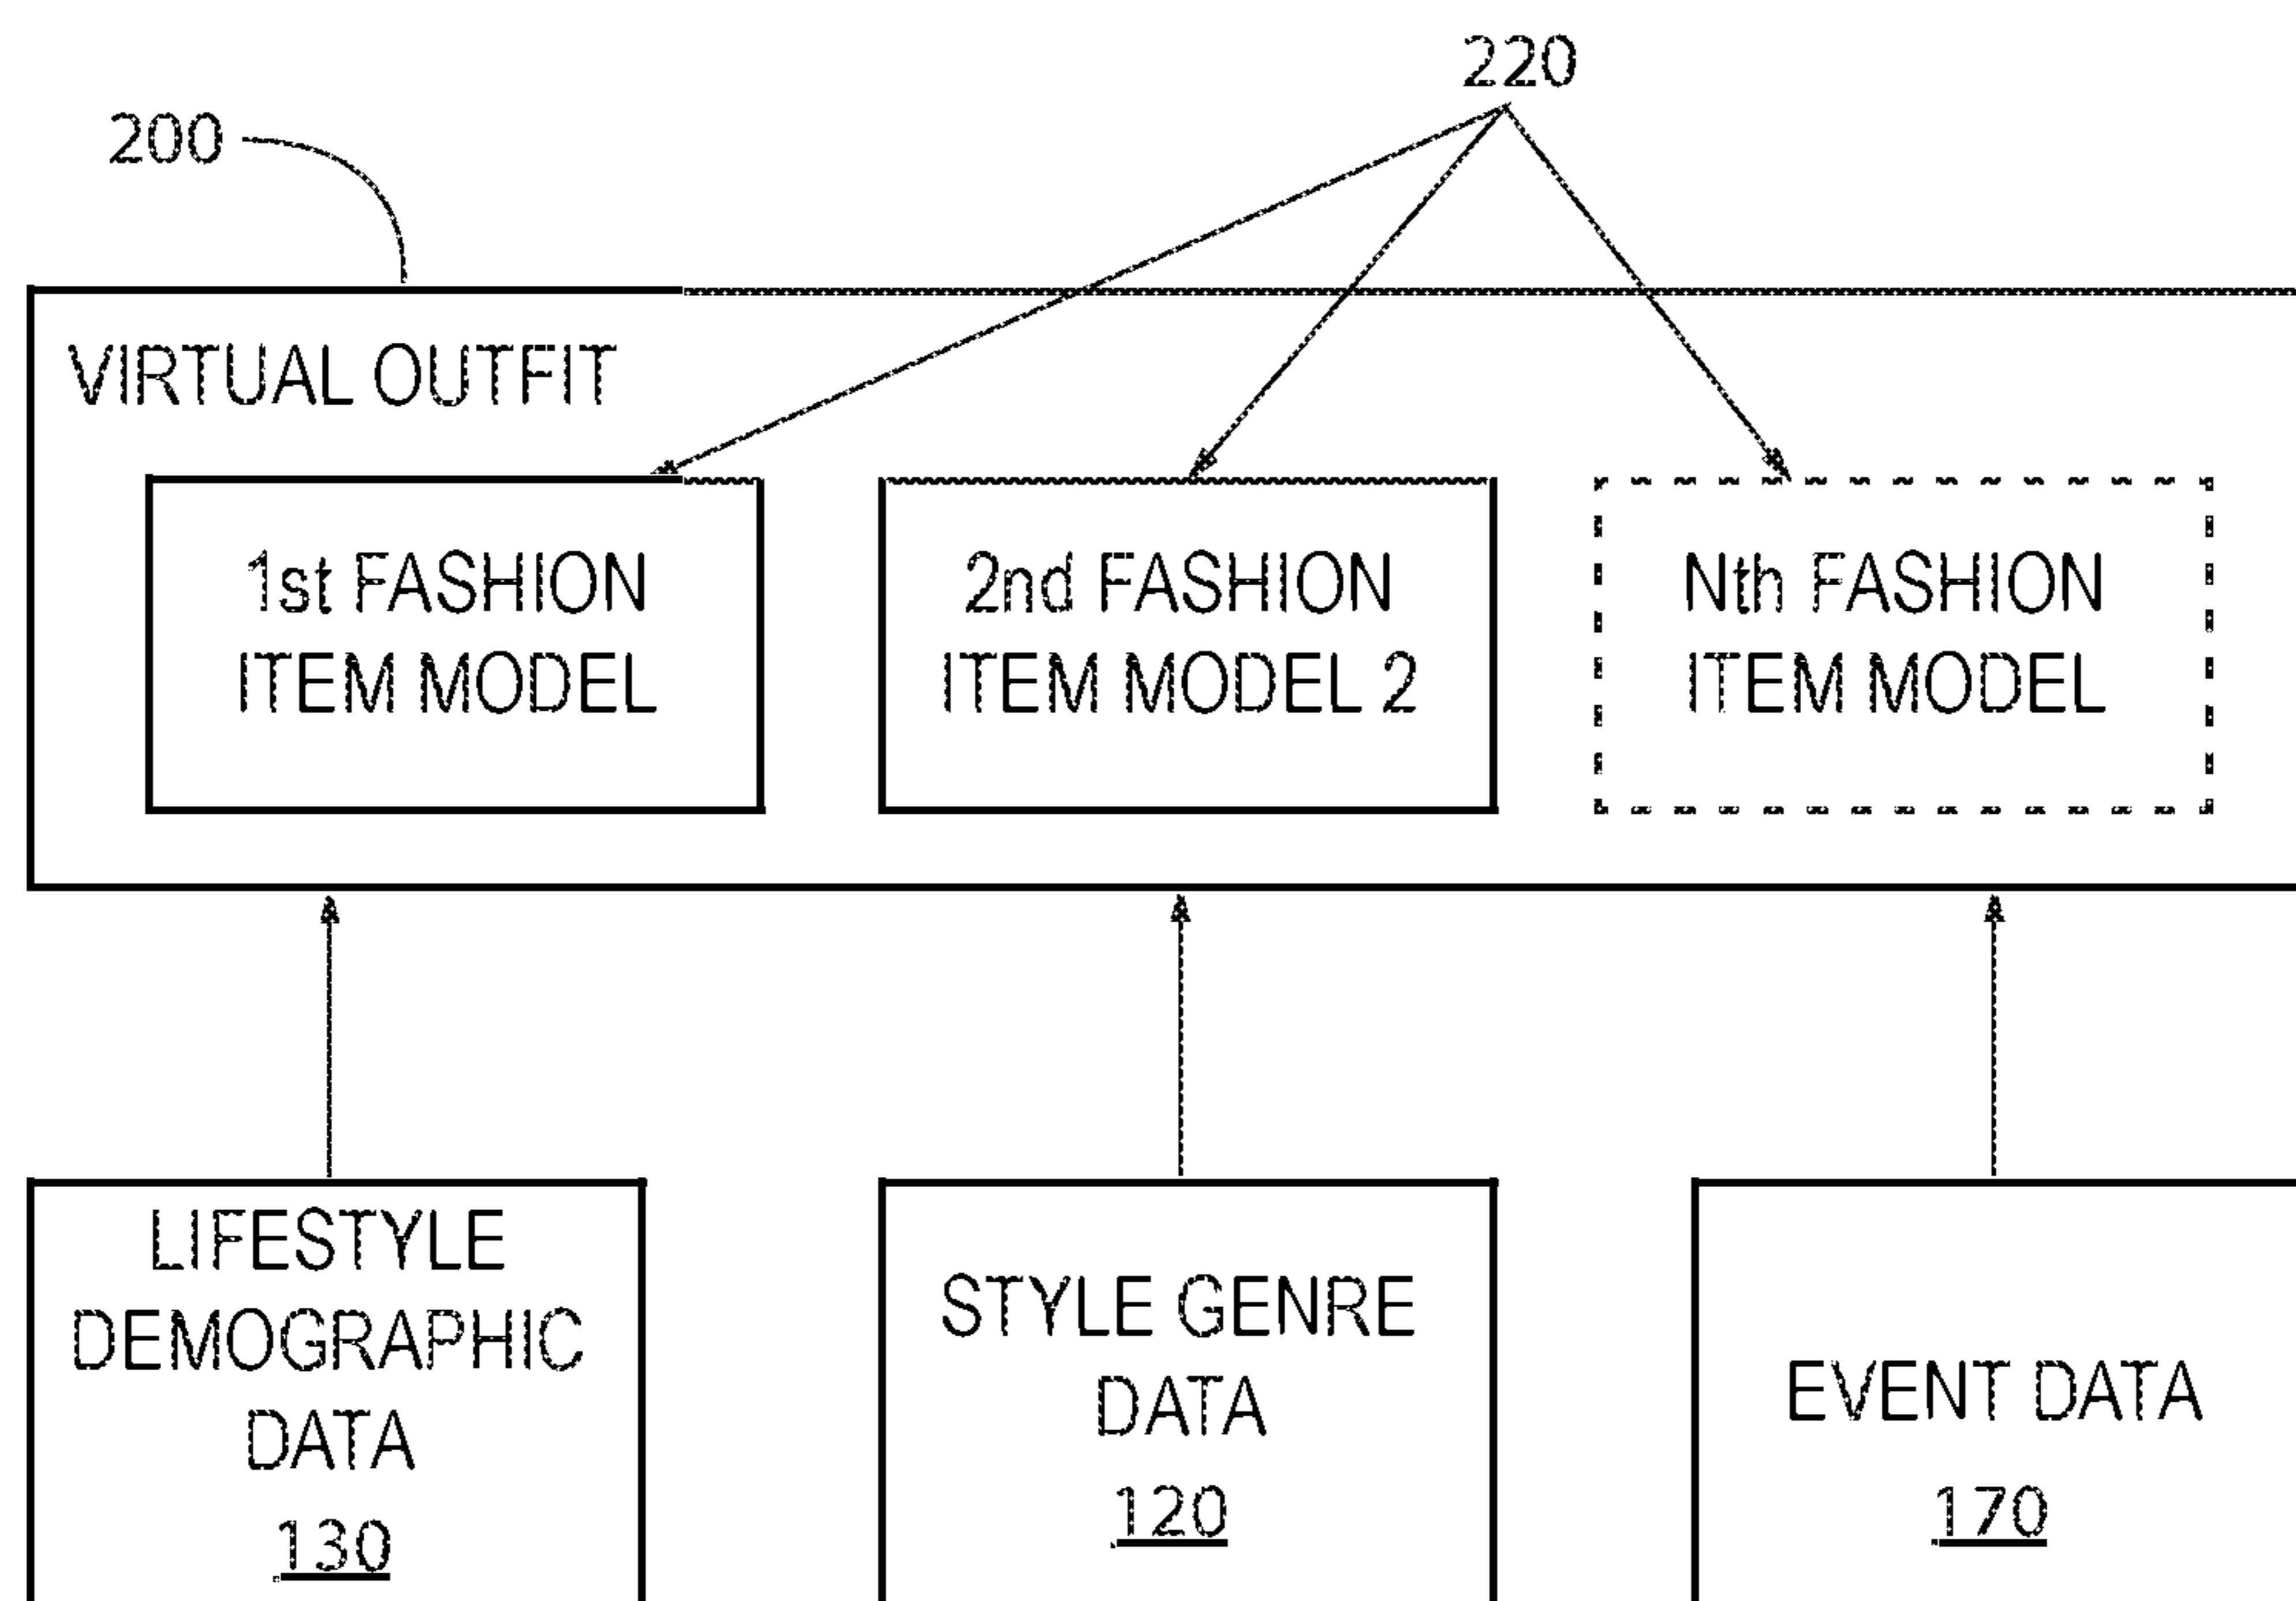 220
200
VIRTUAL OUTFIT
1st FASHION
ITEM MODEL
2nd FASHION
ITEM MODEL 2
Nth FASHION
ITEM MODEL
LIFESTYLE
DEMOGRAPHIC
DATA
130
STYLE GENRE
DATA
120
EVENT DATA
170